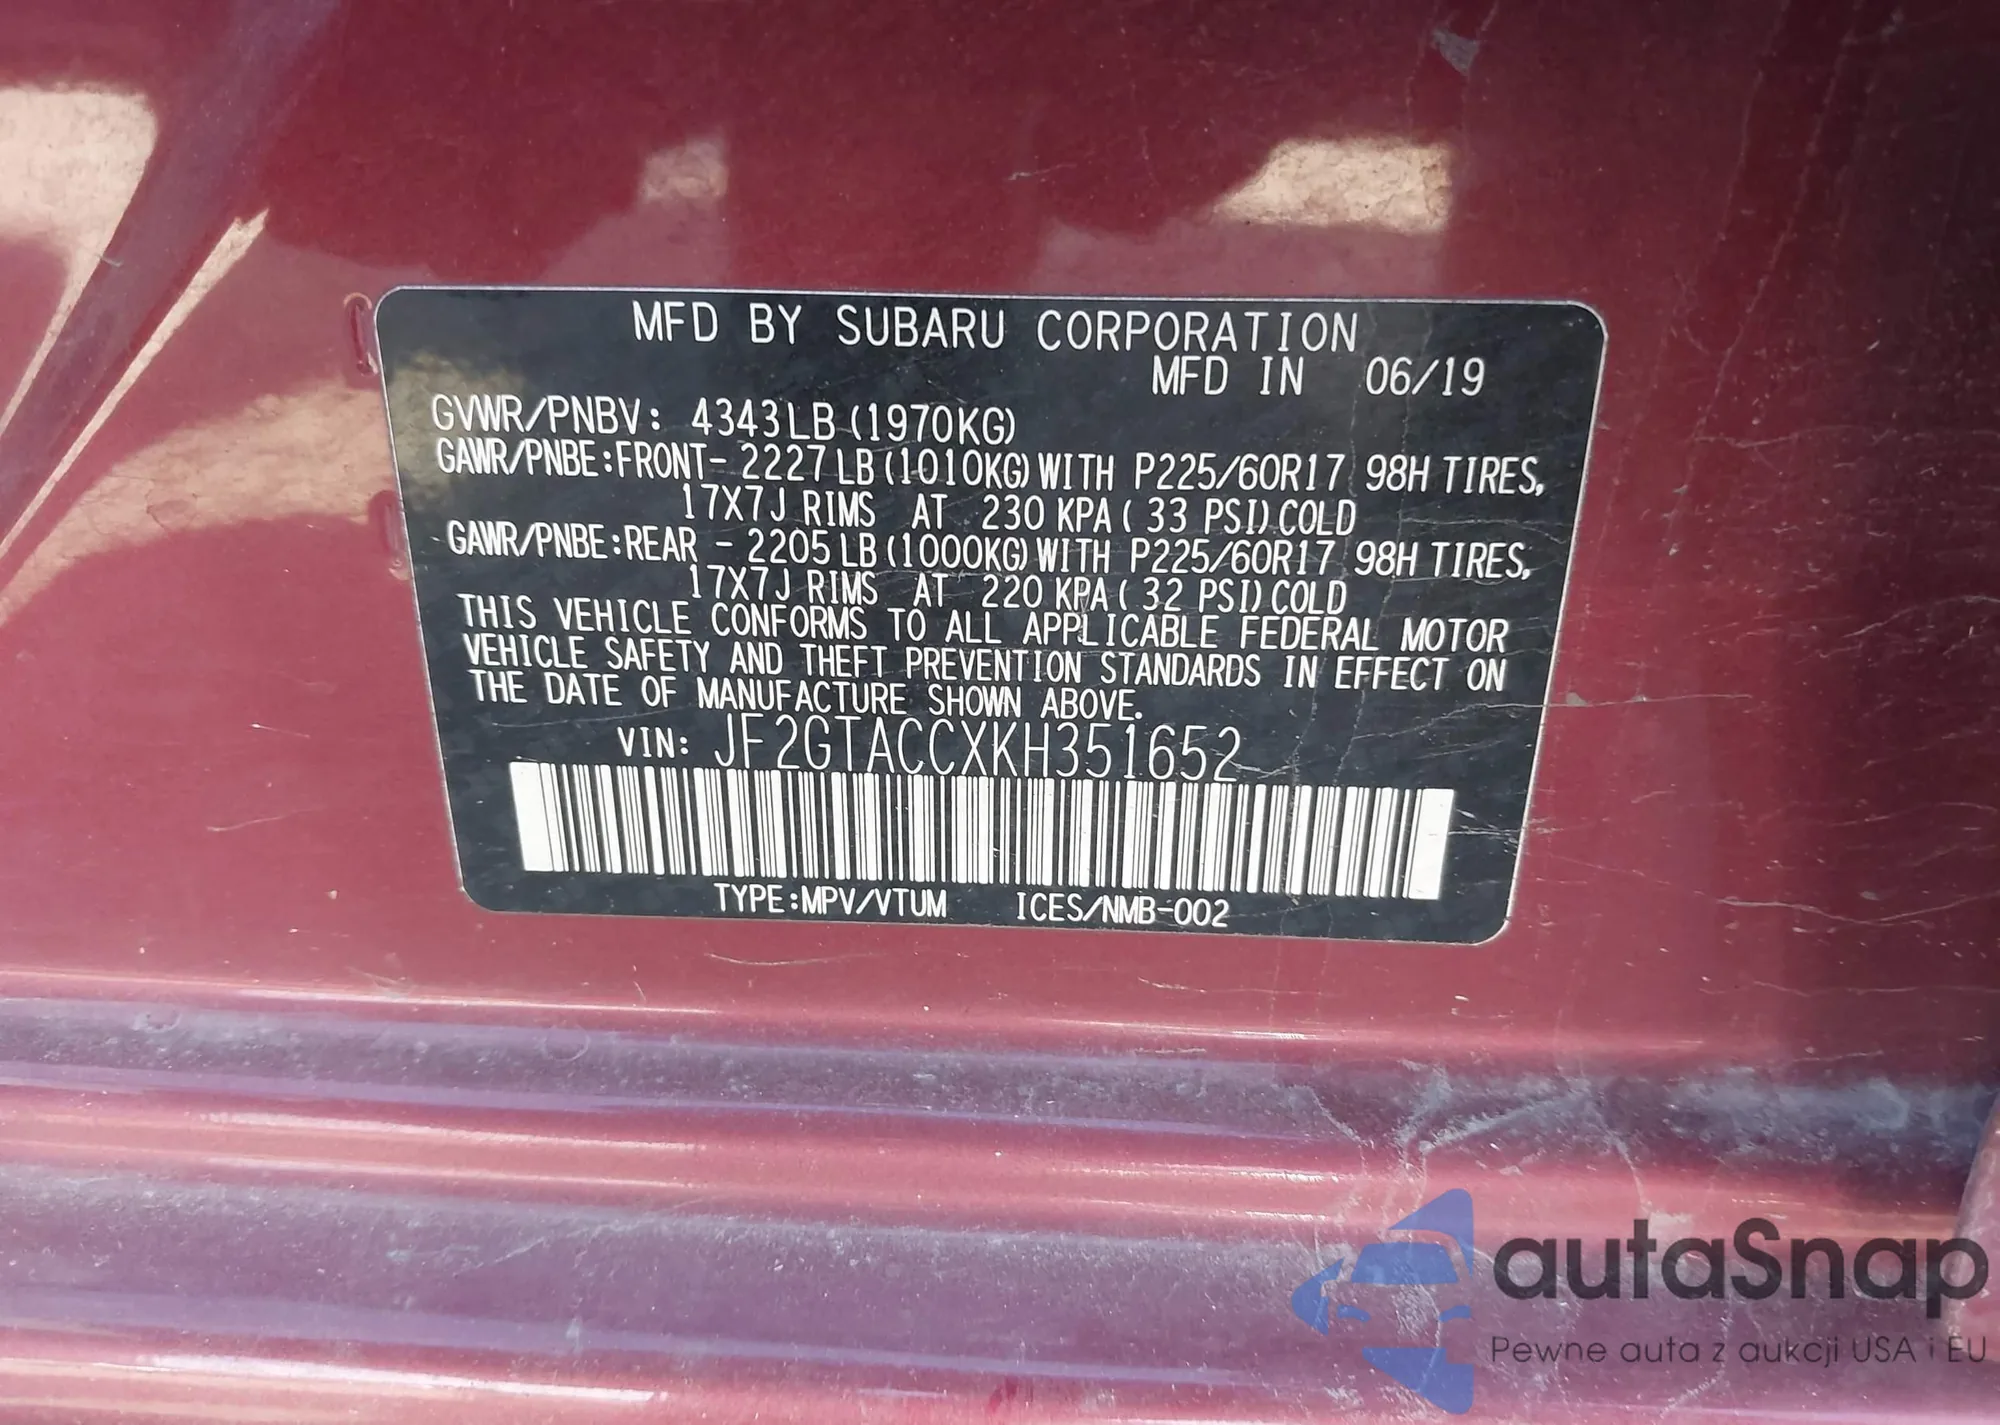 MFD BY SUBARU CORPORATION
MFD IN 06/19
GVWR/PNBV: 4343LB (1970KG)
GAWR/PNBE:FRONT- 2227LB (1010KG) WITH P225/60R17 98H TIRES,
17X7J RIMS AT 230 KPA ( 33 PSI) COLD
GAWR/PNBE:REAR - 2205LB (1000KG) WITH P225/60R17 98H TIRES,
17X7J RIMS AT 220 KPA ( 32 PSI) COLD
THIS VEHICLE CONFORMS TO ALL APPLICABLE FEDERAL MOTOR
VEHICLE SAFETY AND THEFT PREVENTION STANDARDS IN EFFECT ON
THE DATE OF MANUFACTURE SHOWN ABOVE.
VIN: JF2GTACCXKH351652
TYPE:MPV/VTUM ICES/NMB-002
autaSnap
Pewne auta z aukcji USA i EU